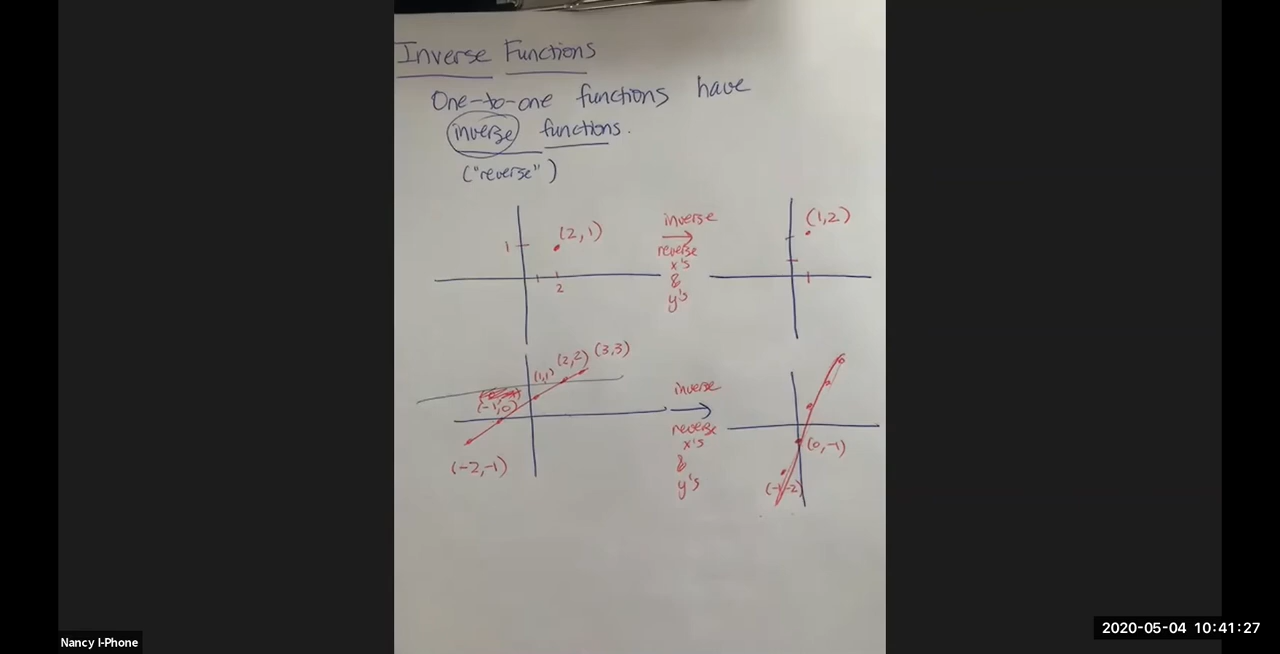 Inverse Functions
One-to-one functions have
inverse functions.
("reverse")
(2,1)
1
2
inverse
reverse
x's
&
y's
(1,2)
1
(3,3)
(2,2)
(1,1)
(-1,0)
(-2,-1)
inverse
reverse
x's
&
y's
(0,-1)
(-1,-2)
Nancy I-Phone
2020-05-04 10:41:27